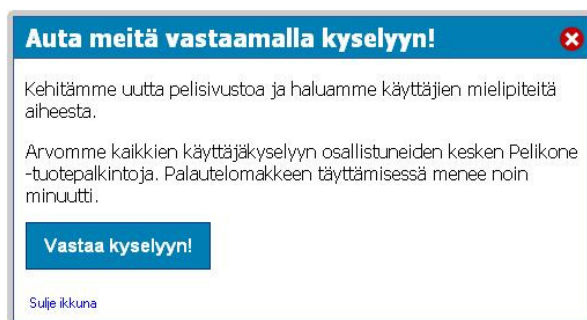 Auta meitä vastaamalla kyselyyn!
Kehitämme uutta pelisivustoa ja haluamme käyttäjien mielipiteitä
aiheesta.
Arvomme kaikkien käyttäjäkyselyyn osallistuneiden kesken Pelikone
-tuotepalkintoja. Palautelomakkeen täyttämisessä menee noin
minuutti.
Vastaa kyselyyn!
Sulje ikkuna